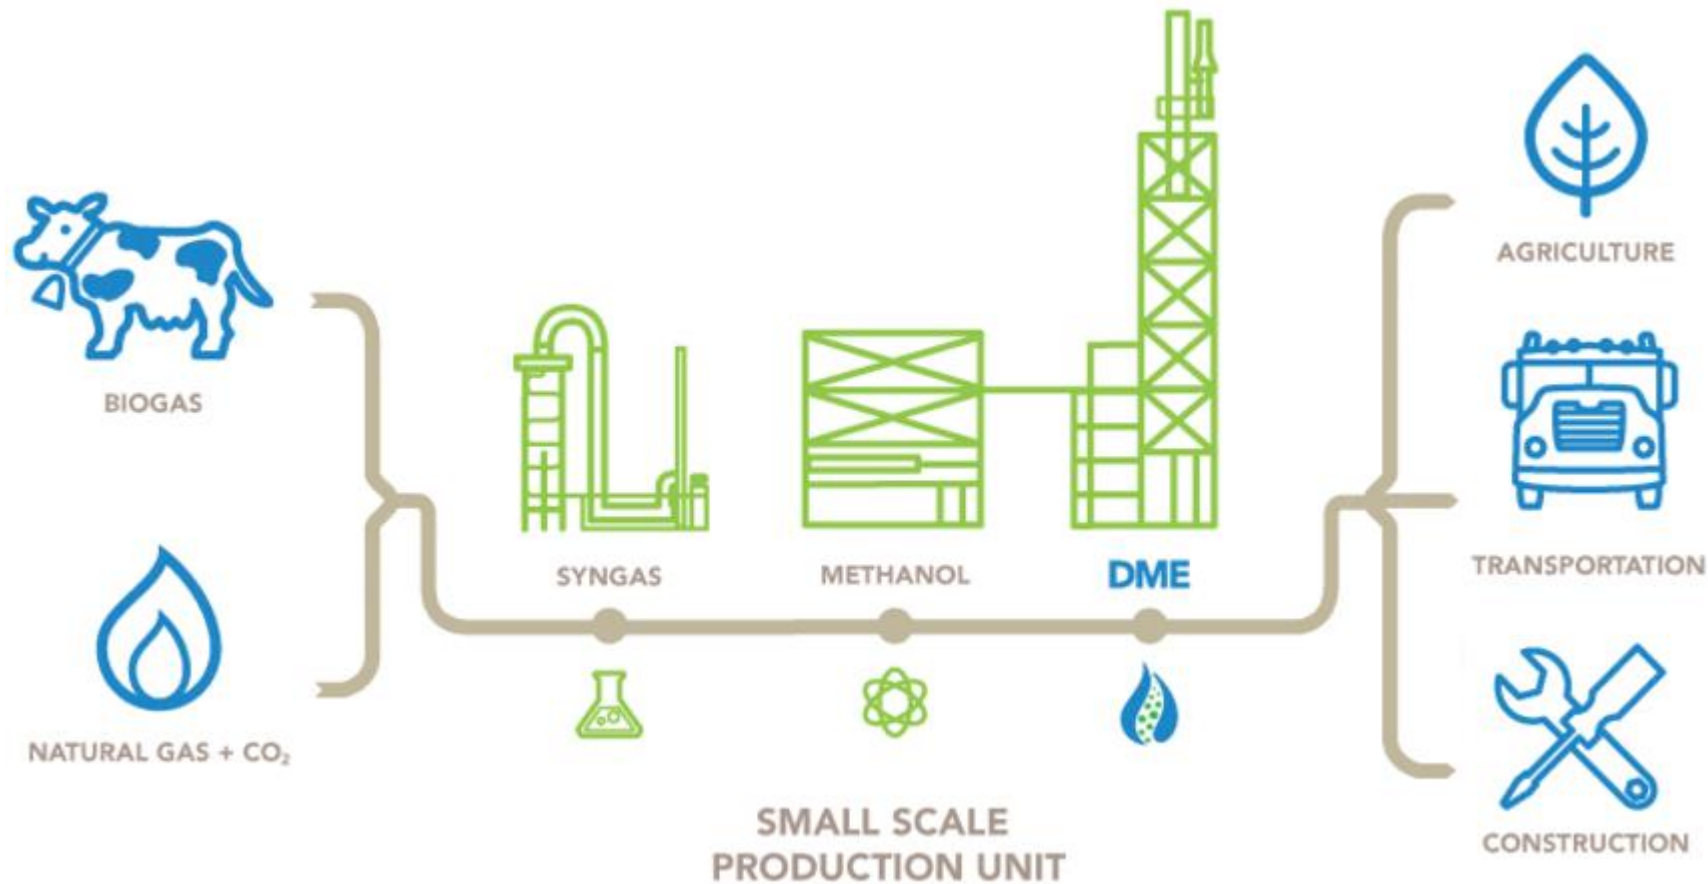 BIOGAS
NATURAL GAS + CO₂
SYNGAS
METHANOL
DME
SMALL SCALE
PRODUCTION UNIT
AGRICULTURE
TRANSPORTATION
CONSTRUCTION